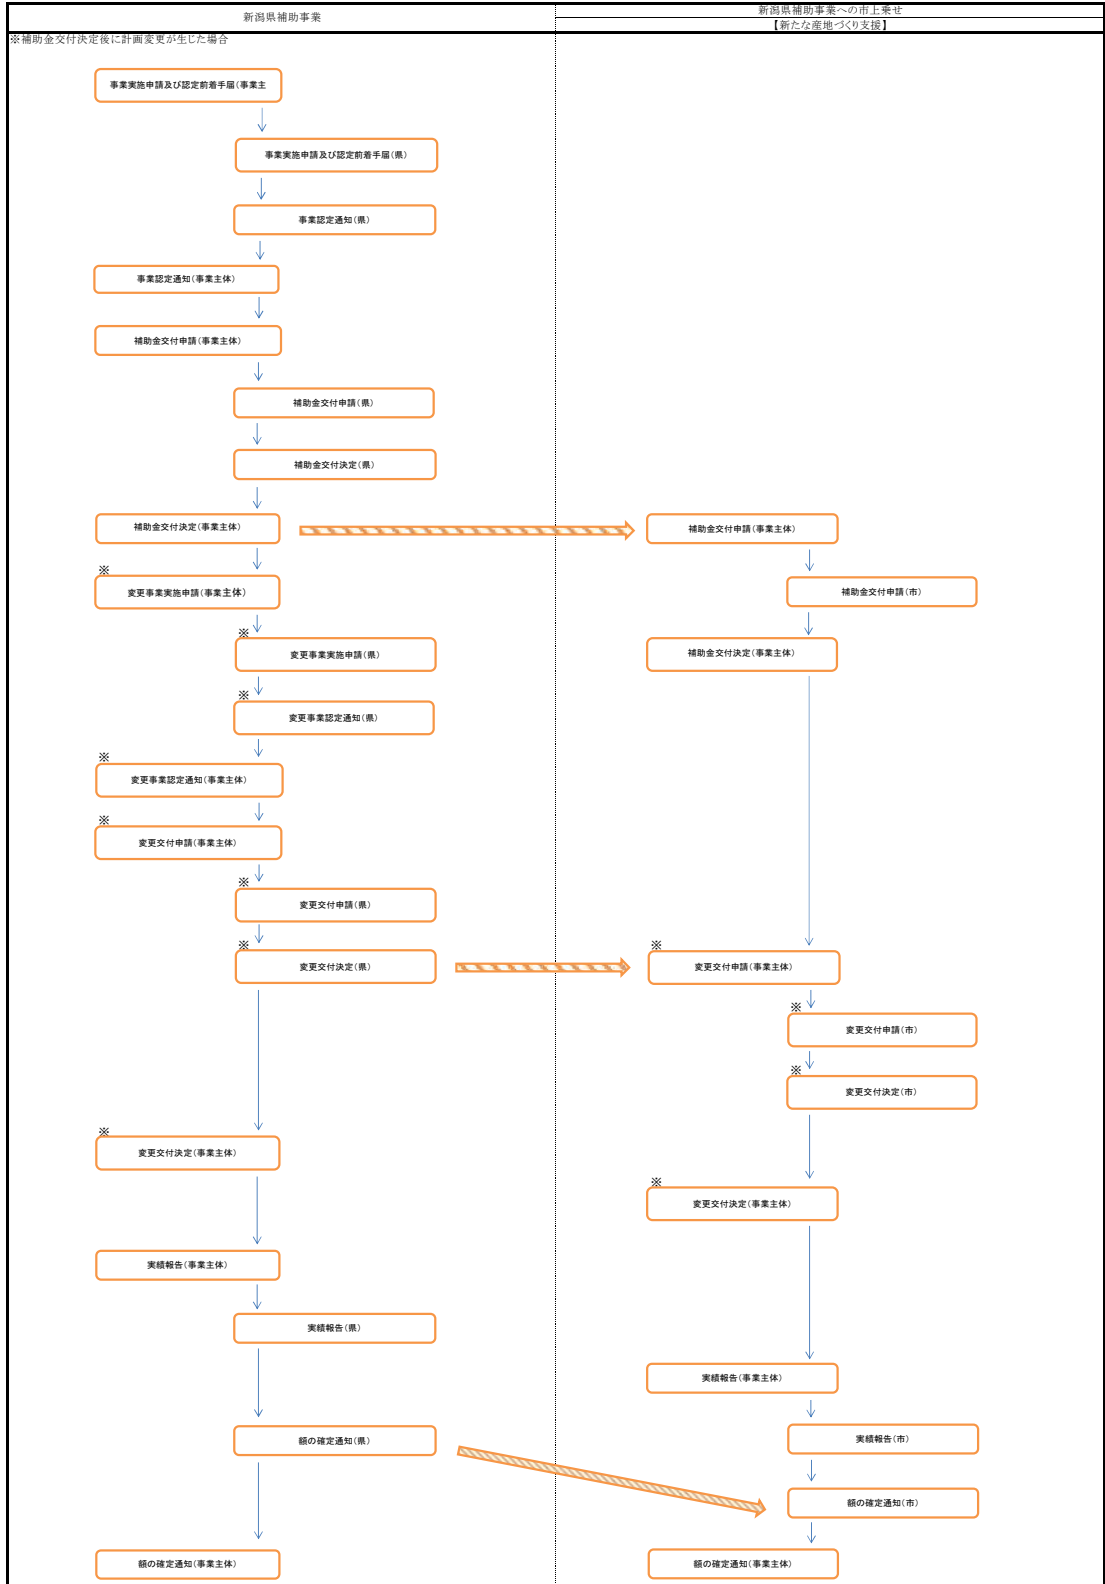 新潟県補助事業
新潟県補助事業への市上乗せ
【新たな産地づくり支援】
※補助金交付決定後に計画変更が生じた場合
事業実施申請及び認定前着手届(事業主
事業実施申請及び認定前着手届(県)
事業認定通知(県)
事業認定通知(事業主体)
補助金交付申請(事業主体)
補助金交付申請(県)
補助金交付決定(県)
補助金交付決定(事業主体)
※
変更事業実施申請(事業主体)
※
変更事業実施申請(県)
※
変更事業認定通知(県)
※
変更事業認定通知(事業主体)
※
変更交付申請(事業主体)
※
変更交付申請(県)
※
変更交付決定(県)
※
変更交付決定(事業主体)
実績報告(事業主体)
実績報告(県)
額の確定通知(県)
額の確定通知(事業主体)
補助金交付申請(事業主体)
補助金交付申請(市)
補助金交付決定(事業主体)
※
変更交付申請(事業主体)
※
変更交付申請(市)
※
変更交付決定(市)
※
変更交付決定(事業主体)
実績報告(事業主体)
実績報告(市)
額の確定通知(市)
額の確定通知(事業主体)